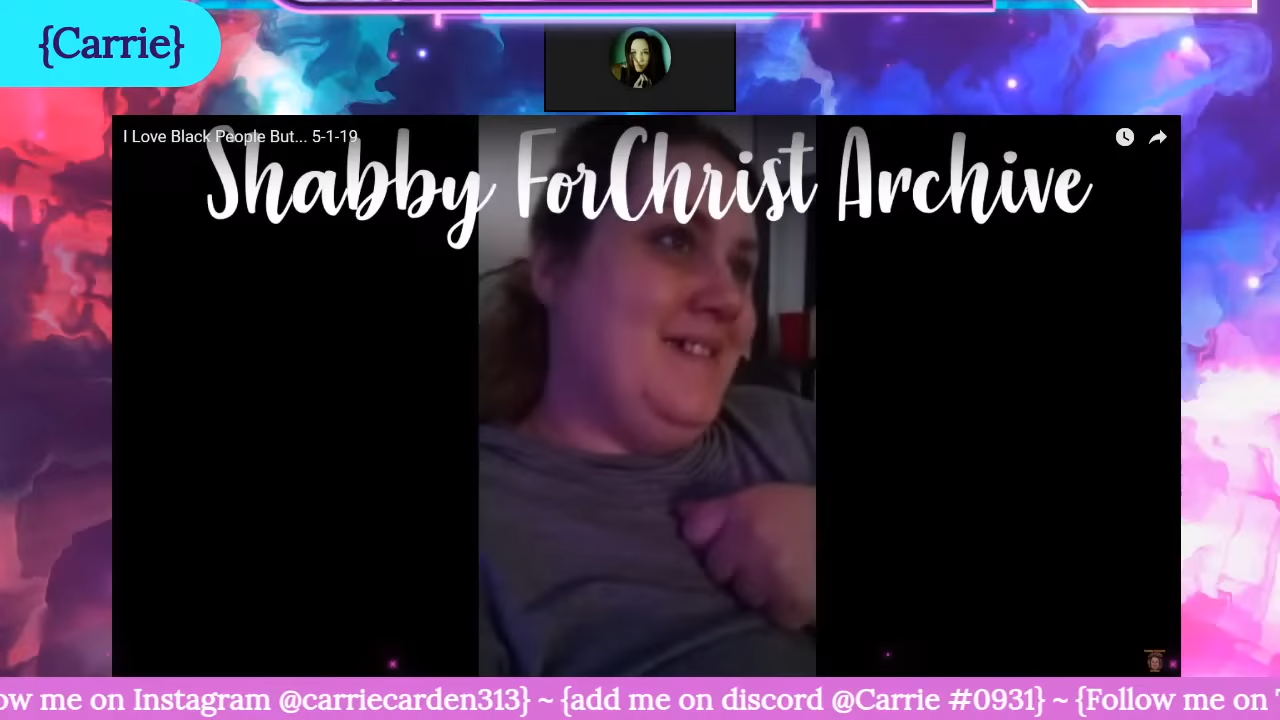 {Carrie}
I Love Black People But... 5-1-19
Shabby ForChrist Archive
ow me on Instagram @carriecarden313} ~ {add me on discord @Carrie #0931} ~ {Follow me on T